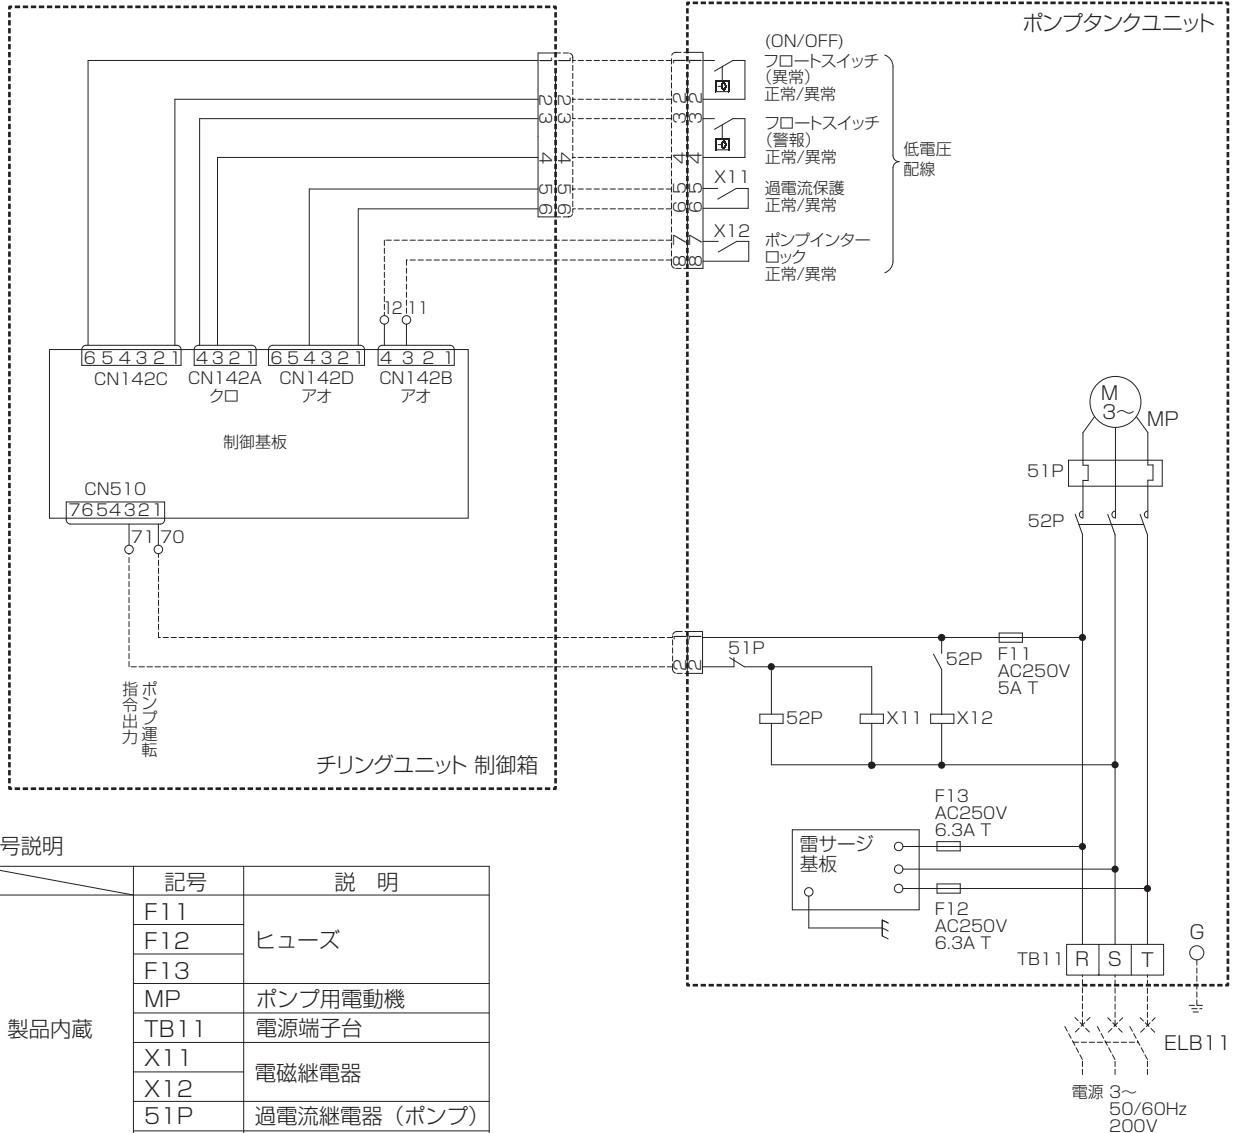 ポンプタンクユニット
(ON/OFF)
フロートスイッチ
(異常)
正常/異常
フロートスイッチ
(警報)
正常/異常
低電圧
配線
X11
過電流保護
正常/異常
X12
ポンプインター
ロック
正常/異常
1 1 1 1
2 2 2 2
3 3 3 3
4 4 4 4
5 5 5 5
6 6 6 6
7 7
8 8
12 11
6 5 4 3 2 1
4 3 2 1
6 5 4 3 2 1
4 3 2 1
CN142C
CN142A
クロ
CN142D
アオ
CN142B
アオ
制御基板
CN510
7 6 5 4 3 2 1
71 70
ポンプ運転
指令出力
チリングユニット 制御箱
M
3～
MP
51P
52P
1 1
2 2
51P
52P
F11
AC250V
5A T
52P
X11
X12
F13
AC250V
6.3A T
雷サージ
基板
F12
AC250V
6.3A T
TB11
R S T
G
ELB11
電源 3～
50/60Hz
200V
号説明
記号 説 明
F11
F12
F13
ヒューズ
MP ポンプ用電動機
製品内蔵
TB11 電源端子台
X11
X12
電磁継電器
51P 過電流継電器（ポンプ）